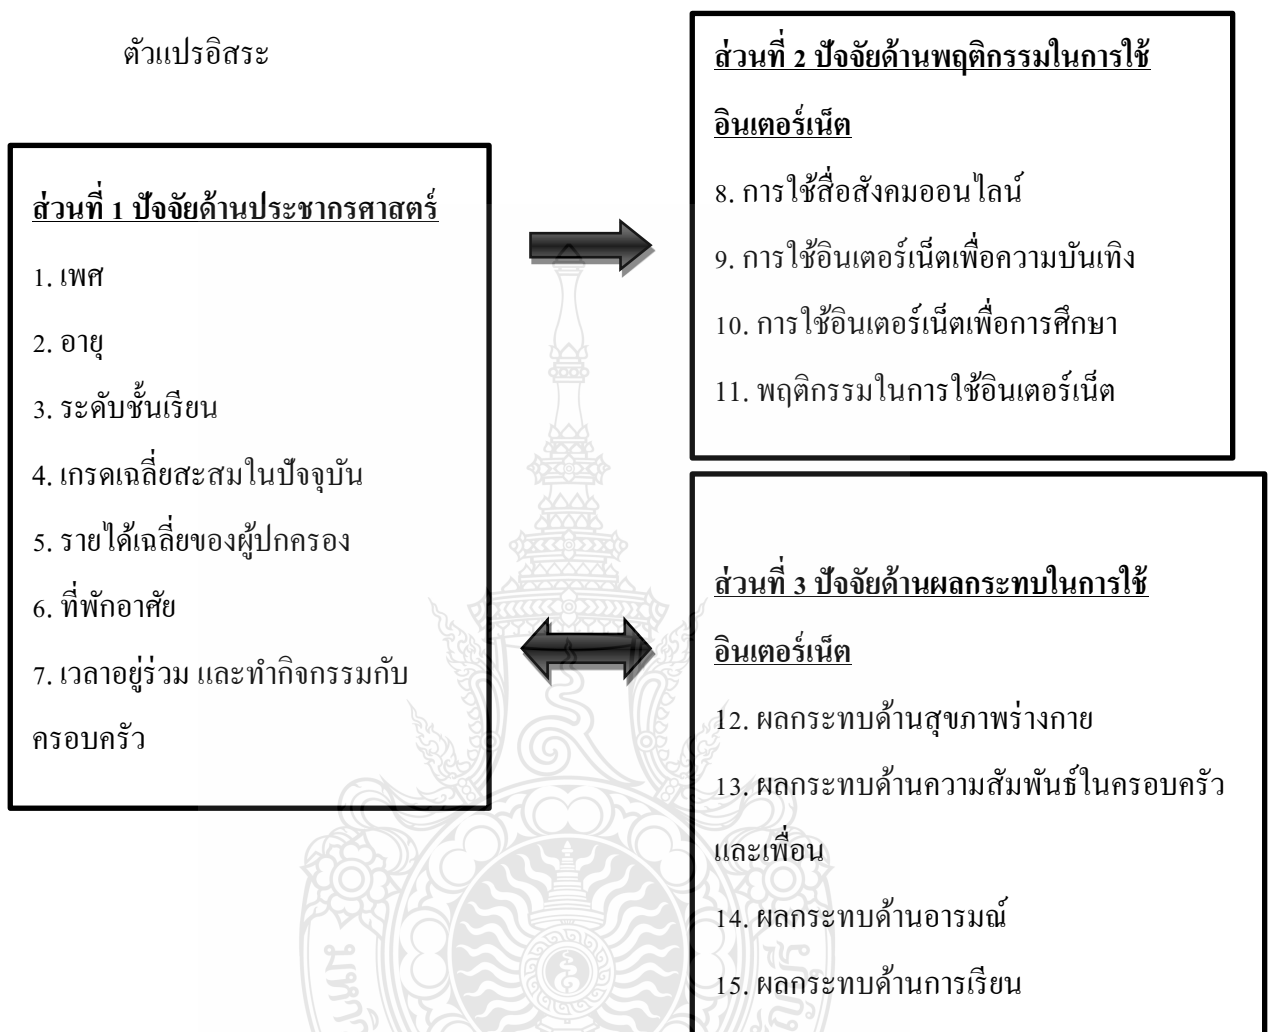 ตัวแปรอิสระ
ส่วนที่ 1 ปัจจัยด้านประชากรศาสตร์
1. เพศ
2. อายุ
3. ระดับชั้นเรียน
4. เกรดเฉลี่ยสะสมในปัจจุบัน
5. รายได้เฉลี่ยของผู้ปกครอง
6. ที่พักอาศัย
7. เวลาอยู่ร่วม และทำกิจกรรมกับ
ครอบครัว
ส่วนที่ 2 ปัจจัยด้านพฤติกรรมในการใช้
อินเตอร์เน็ต
8. การใช้สื่อสังคมออนไลน์
9. การใช้อินเตอร์เน็ตเพื่อความบันเทิง
10. การใช้อินเตอร์เน็ตเพื่อการศึกษา
11. พฤติกรรมในการใช้อินเตอร์เน็ต
ส่วนที่ 3 ปัจจัยด้านผลกระทบในการใช้
อินเตอร์เน็ต
12. ผลกระทบด้านสุขภาพร่างกาย
13. ผลกระทบด้านความสัมพันธ์ในครอบครัว
และเพื่อน
14. ผลกระทบด้านอารมณ์
15. ผลกระทบด้านการเรียน